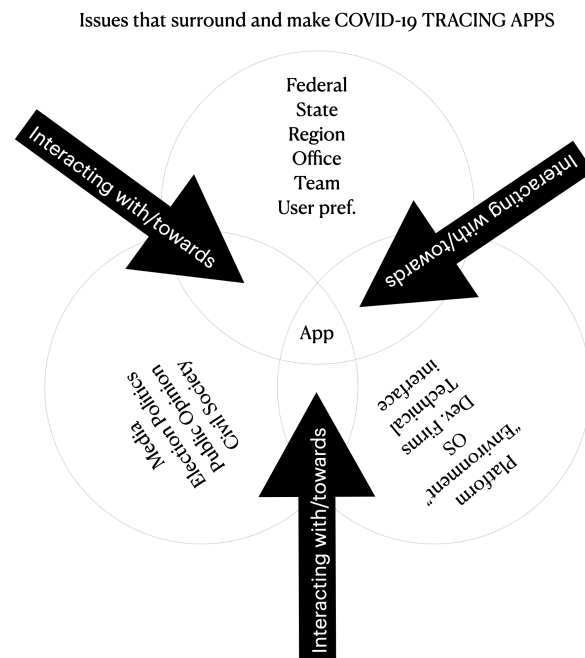 Issues that surround and make COVID-19 TRACING APPS
Federal
State
Region
Office
Team
User pref.
Interacting with/towards
Interacting with/towards
App
Media
Election Politics
Public Opinion
Civil Society
Platform
“Environment”
OS
Dev. Firms
Technical
interface
Interacting with/towards